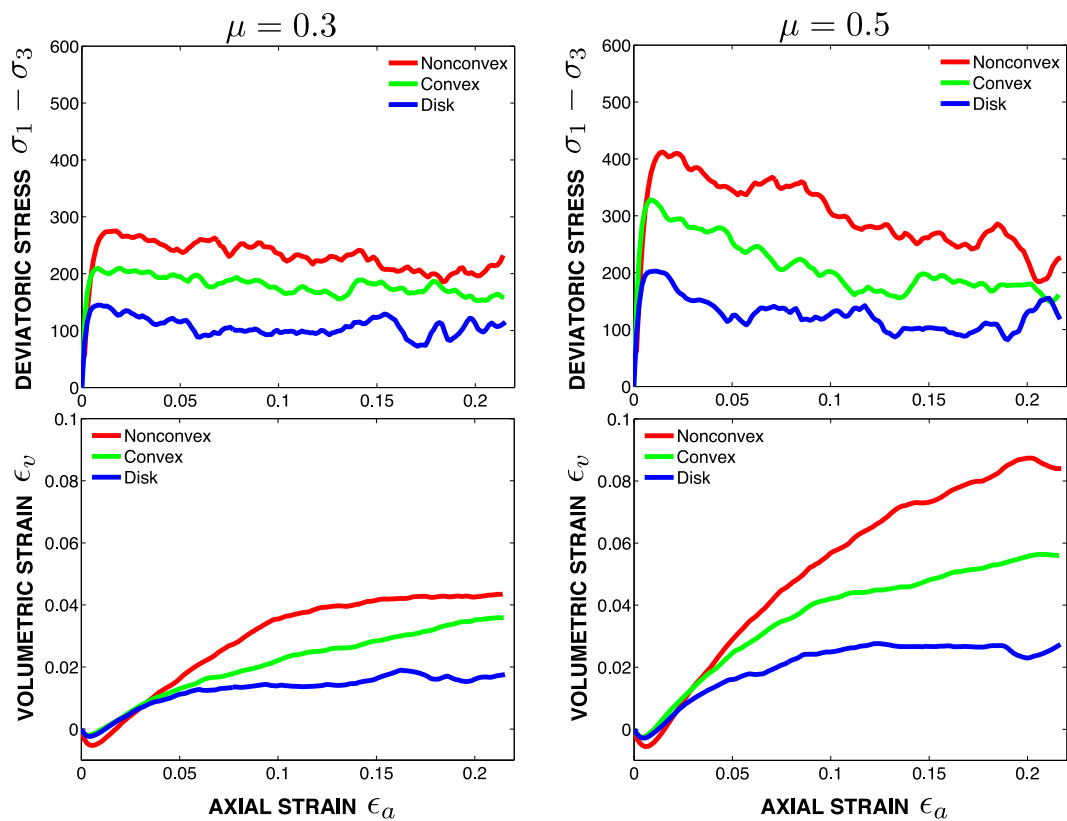 μ = 0.3
DEVIATORIC STRESS σ₁ − σ₃
600
500
400
300
200
100
0
Nonconvex
Convex
Disk
0 0.05 0.1 0.15 0.2
μ = 0.5
DEVIATORIC STRESS σ₁ − σ₃
600
500
400
300
200
100
0
Nonconvex
Convex
Disk
0 0.05 0.1 0.15 0.2
VOLUMETRIC STRAIN ϵᵥ
0.1
0.08
0.06
0.04
0.02
0
Nonconvex
Convex
Disk
0 0.05 0.1 0.15 0.2
AXIAL STRAIN ϵₐ
VOLUMETRIC STRAIN ϵᵥ
0.1
0.08
0.06
0.04
0.02
0
Nonconvex
Convex
Disk
0 0.05 0.1 0.15 0.2
AXIAL STRAIN ϵₐ